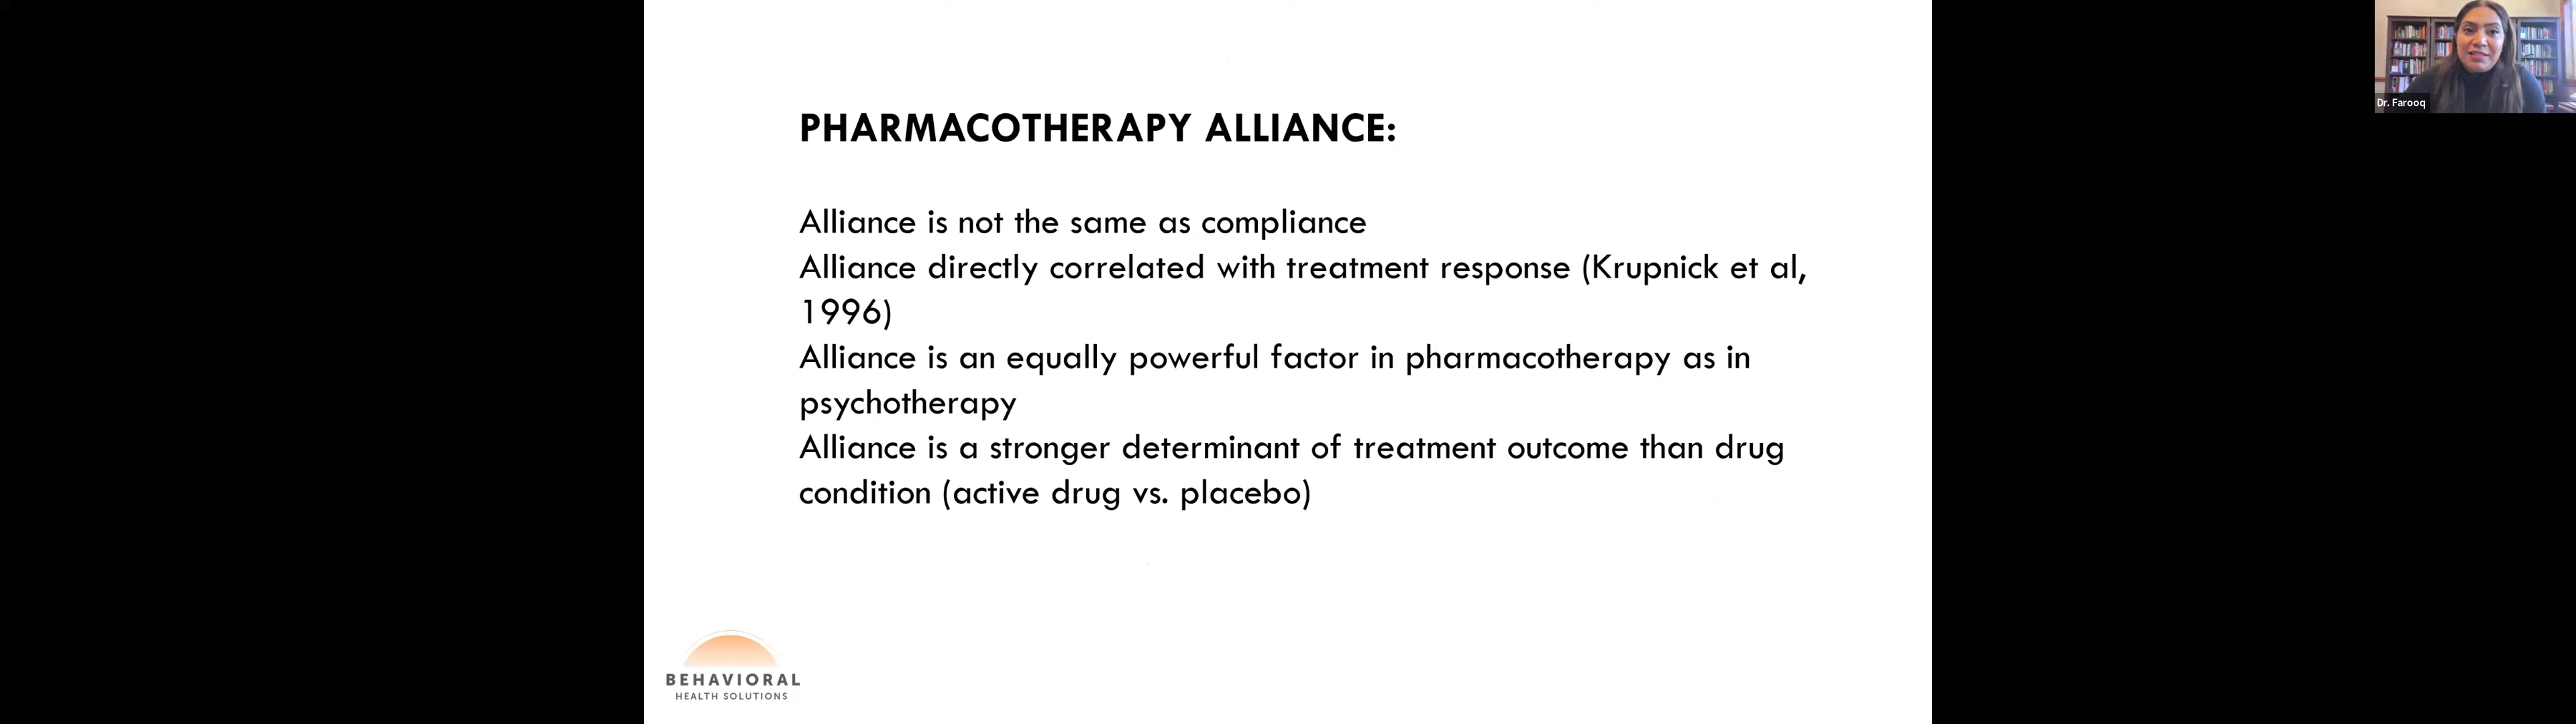 PHARMACOTHERAPY ALLIANCE:
Alliance is not the same as compliance
Alliance directly correlated with treatment response (Krupnick et al,
1996)
Alliance is an equally powerful factor in pharmacotherapy as in
psychotherapy
Alliance is a stronger determinant of treatment outcome than drug
condition (active drug vs. placebo)
BEHAVIORAL
HEALTH SOLUTIONS
Dr. Farooq